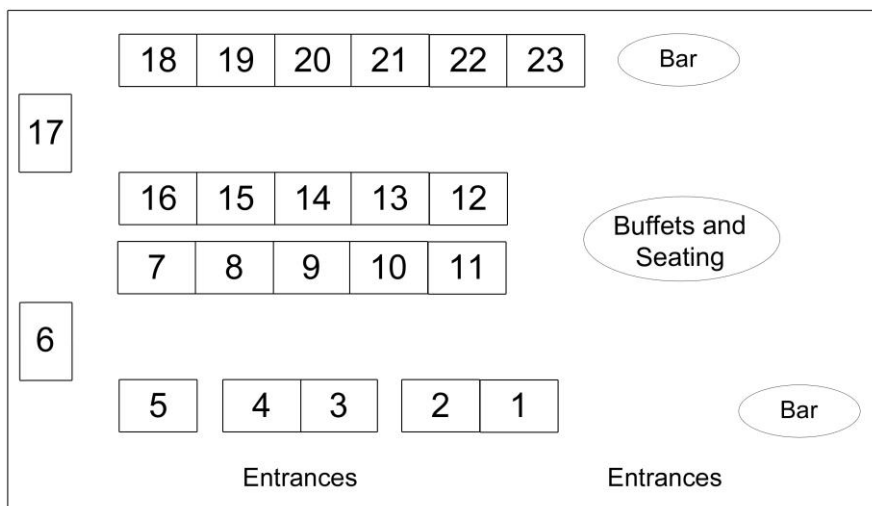 18 19 20 21 22 23 Bar
17
16 15 14 13 12
Buffets and
Seating
7 8 9 10 11
6
5 4 3 2 1 Bar
Entrances Entrances